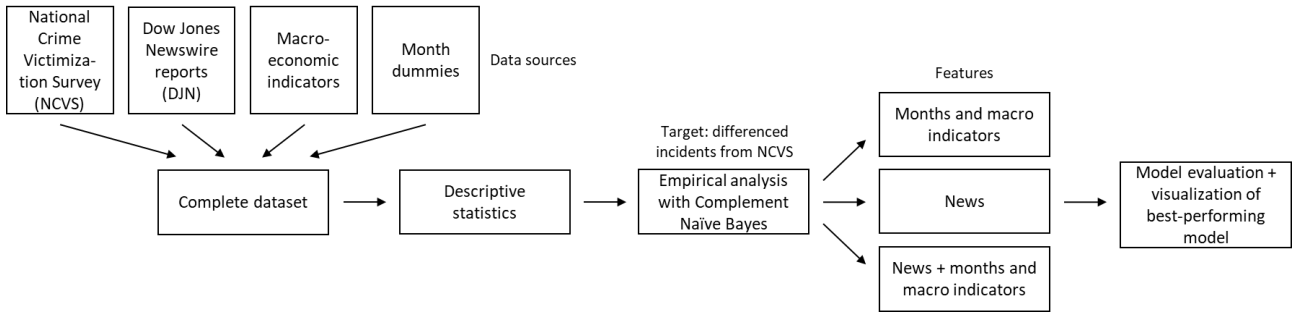 National
Crime
Victimiza-
tion Survey
(NCVS)
Dow Jones
Newswire
reports
(DJN)
Macro-
economic
indicators
Month
dummies
Data sources
Complete dataset
Descriptive
statistics
Target: differenced
incidents from NCVS
Empirical analysis
with Complement
Naïve Bayes
Features
Months and macro
indicators
News
News + months and
macro indicators
Model evaluation +
visualization of
best-performing
model